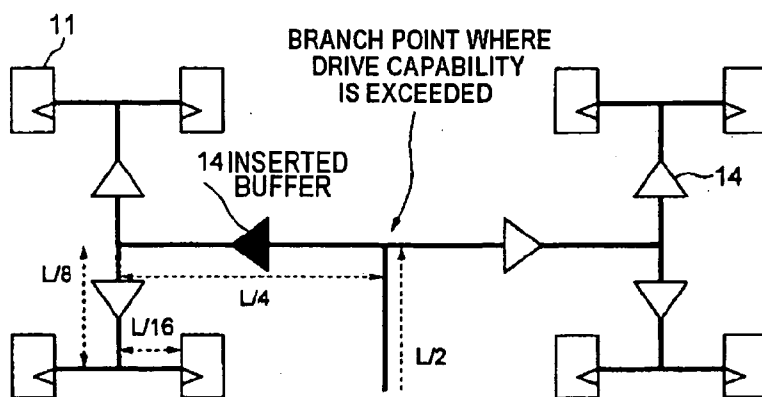 11
BRANCH POINT WHERE
DRIVE CAPABILITY
IS EXCEEDED
14 INSERTED
BUFFER
14
L/8
L/4
L/16
L/2